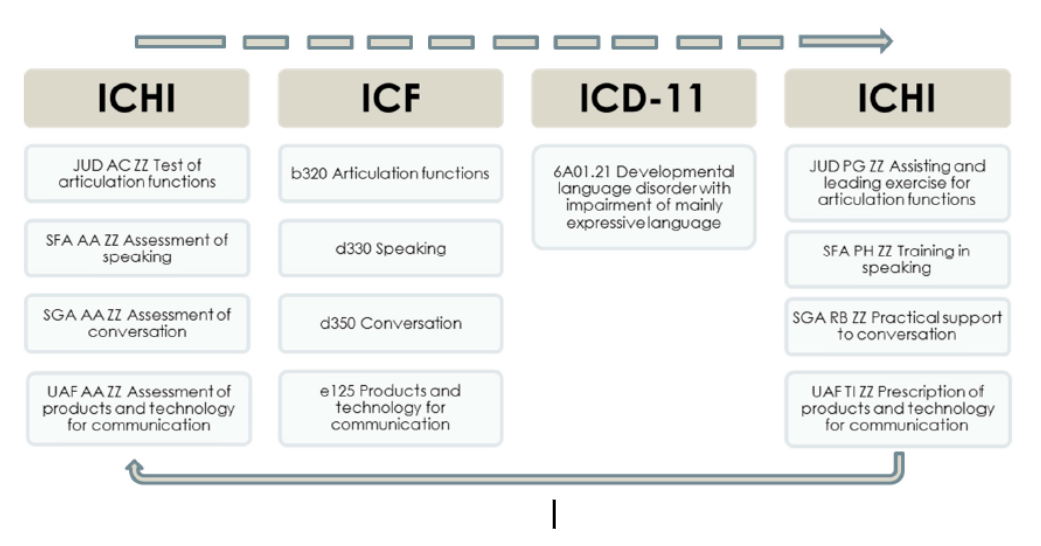 ICHI
JUD AC ZZ Test of
articulation functions
SFA AA ZZ Assessment of
speaking
SGA AA ZZ Assessment of
conversation
UAF AA ZZ Assessment of
products and technology
for communication
ICF
b320 Articulation functions
d330 Speaking
d350 Conversation
e125 Products and
technology for
communication
ICD-11
6A01.21 Developmental
language disorder with
impairment of mainly
expressive language
ICHI
JUD PG ZZ Assisting and
leading exercise for
articulation functions
SFA PH ZZ Training in
speaking
SGA RB ZZ Practical support
to conversation
UAF TI ZZ Prescription of
products and technology
for communication